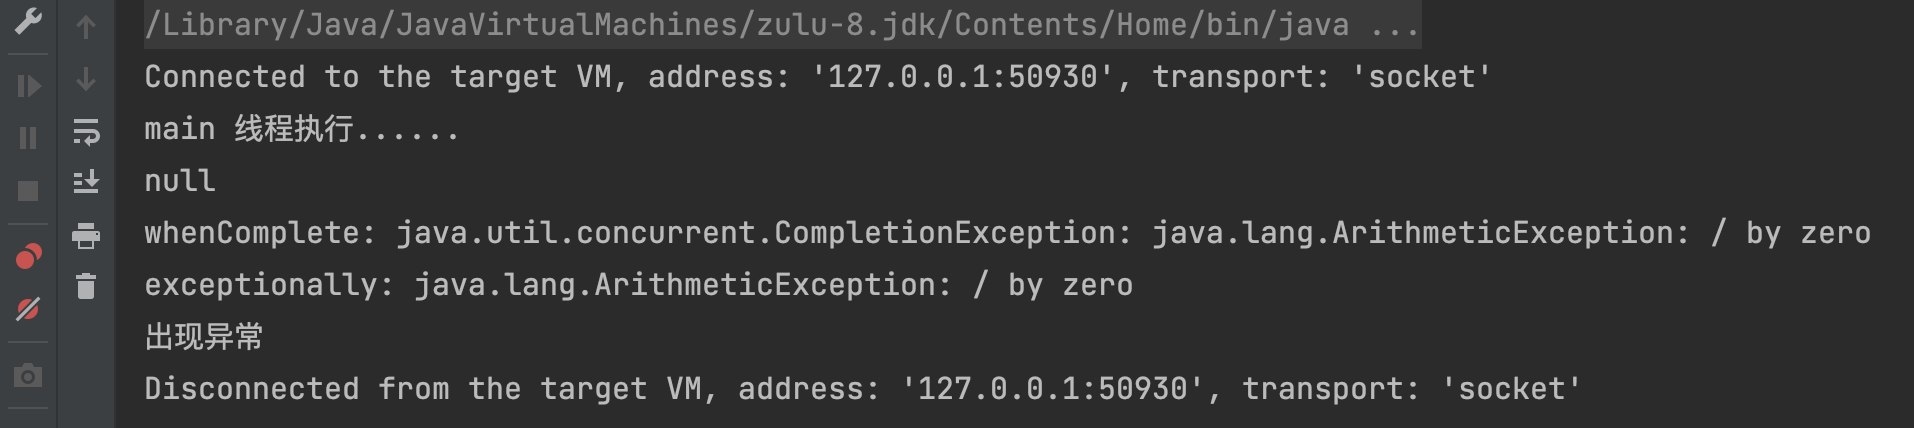 /Library/Java/JavaVirtualMachines/zulu-8.jdk/Contents/Home/bin/java ...
Connected to the target VM, address: '127.0.0.1:50930', transport: 'socket'
main 线程执行......
null
whenComplete: java.util.concurrent.CompletionException: java.lang.ArithmeticException: / by zero
exceptionally: java.lang.ArithmeticException: / by zero
出现异常
Disconnected from the target VM, address: '127.0.0.1:50930', transport: 'socket'